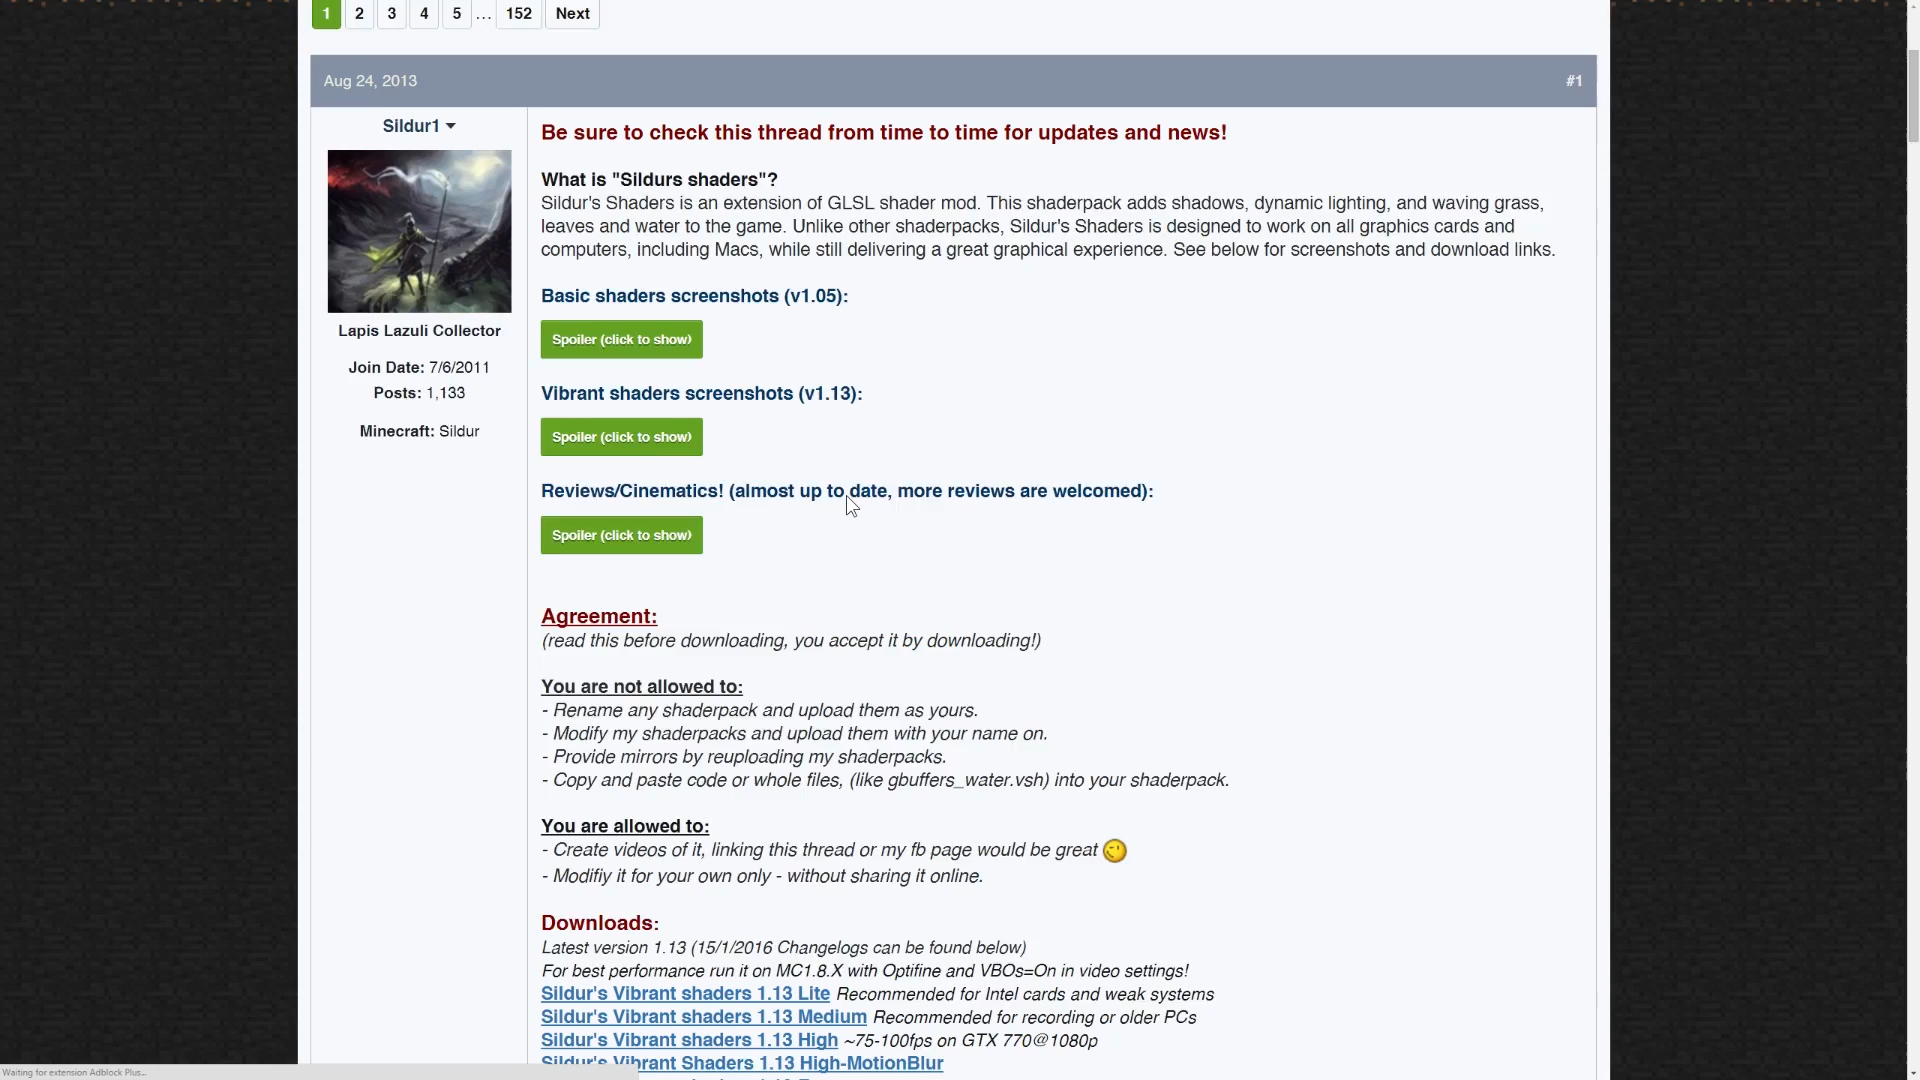 1 2 3 4 5 ... 152 Next
Aug 24, 2013 #1
Sildur1
Lapis Lazuli Collector
Join Date: 7/6/2011
Posts: 1,133
Minecraft: Sildur
Be sure to check this thread from time to time for updates and news!
What is "Sildurs shaders"?
Sildur's Shaders is an extension of GLSL shader mod. This shaderpack adds shadows, dynamic lighting, and waving grass,
leaves and water to the game. Unlike other shaderpacks, Sildur's Shaders is designed to work on all graphics cards and
computers, including Macs, while still delivering a great graphical experience. See below for screenshots and download links.
Basic shaders screenshots (v1.05):
Spoiler (click to show)
Vibrant shaders screenshots (v1.13):
Spoiler (click to show)
Reviews/Cinematics! (almost up to date, more reviews are welcomed):
Spoiler (click to show)
Agreement:
(read this before downloading, you accept it by downloading!)
You are not allowed to:
- Rename any shaderpack and upload them as yours.
- Modify my shaderpacks and upload them with your name on.
- Provide mirrors by reuploading my shaderpacks.
- Copy and paste code or whole files, (like gbuffers_water.vsh) into your shaderpack.
You are allowed to:
- Create videos of it, linking this thread or my fb page would be great
- Modifiy it for your own only - without sharing it online.
Downloads:
Latest version 1.13 (15/1/2016 Changelogs can be found below)
For best performance run it on MC1.8.X with Optifine and VBOs=On in video settings!
Sildur's Vibrant shaders 1.13 Lite Recommended for Intel cards and weak systems
Sildur's Vibrant shaders 1.13 Medium Recommended for recording or older PCs
Sildur's Vibrant shaders 1.13 High ~75-100fps on GTX 770@1080p
Sildur's Vibrant Shaders 1.13 High-MotionBlur
Waiting for extension Adblock Plus...